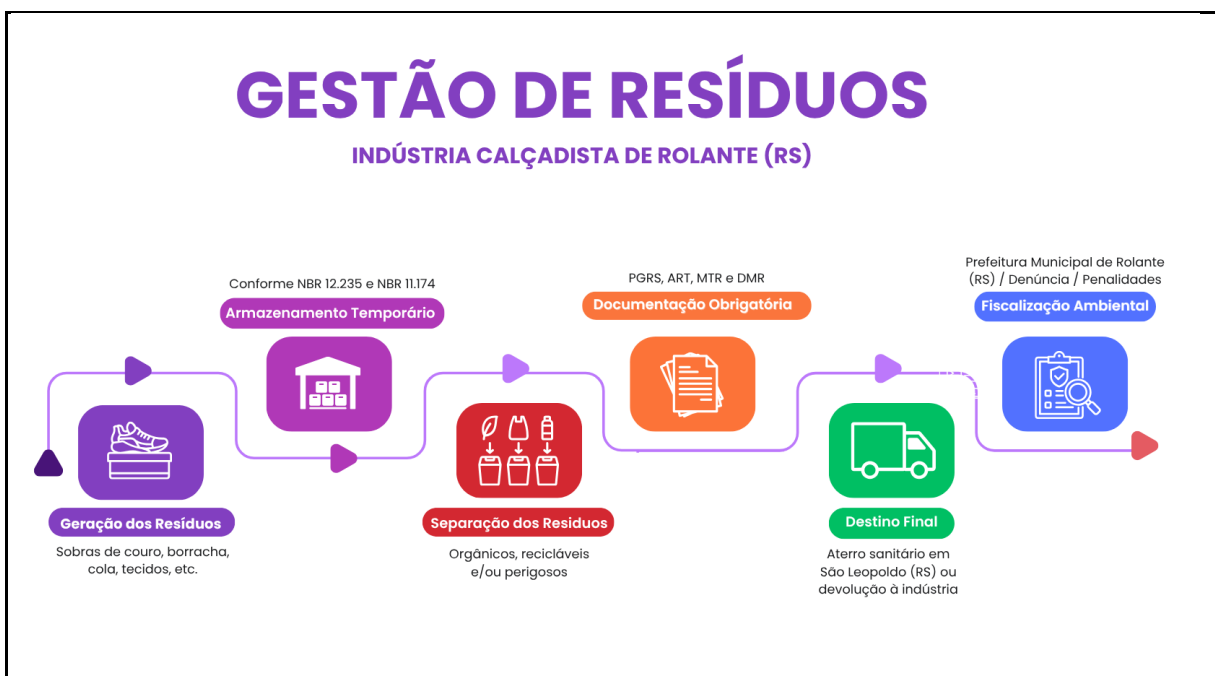 GESTÃO DE RESÍDUOS
INDÚSTRIA CALÇADISTA DE ROLANTE (RS)
Geração dos Resíduos
Sobras de couro, borracha,
cola, tecidos, etc.
Conforme NBR 12.235 e NBR 11.174
Armazenamento Temporário
Separação dos Residuos
Orgânicos, recicláveis
e/ou perigosos
PGRS, ART, MTR e DMR
Documentação Obrigatória
Destino Final
Aterro sanitário em
São Leopoldo (RS) ou
devolução à indústria
Prefeitura Municipal de Rolante
(RS) / Denúncia / Penalidades
Fiscalização Ambiental